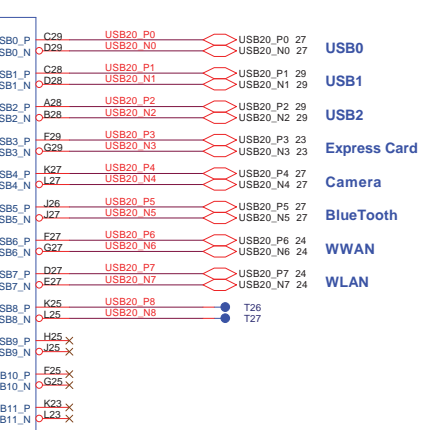 SB0_P C29 USB20_P0 USB20_P0 27
SB0_N D29 USB20_N0 USB20_N0 27 USB0
SB1_P C28 USB20_P1 USB20_P1 29
SB1_N D28 USB20_N1 USB20_N1 29 USB1
SB2_P A28 USB20_P2 USB20_P2 29
SB2_N B28 USB20_N2 USB20_N2 29 USB2
SB3_P F29 USB20_P3 USB20_P3 23
SB3_N G29 USB20_N3 USB20_N3 23 Express Card
SB4_P K27 USB20_P4 USB20_P4 27
SB4_N L27 USB20_N4 USB20_N4 27 Camera
SB5_P J26 USB20_P5 USB20_P5 27
SB5_N J27 USB20_N5 USB20_N5 27 BlueTooth
SB6_P F27 USB20_P6 USB20_P6 24
SB6_N G27 USB20_N6 USB20_N6 24 WWAN
SB7_P D27 USB20_P7 USB20_P7 24
SB7_N E27 USB20_N7 USB20_N7 24 WLAN
SB8_P K25 USB20_P8 T26
SB8_N L25 USB20_N8 T27
SB9_P H25
SB9_N J25
B10_P F25
B10_N G25
B11_P K23
B11_N L23